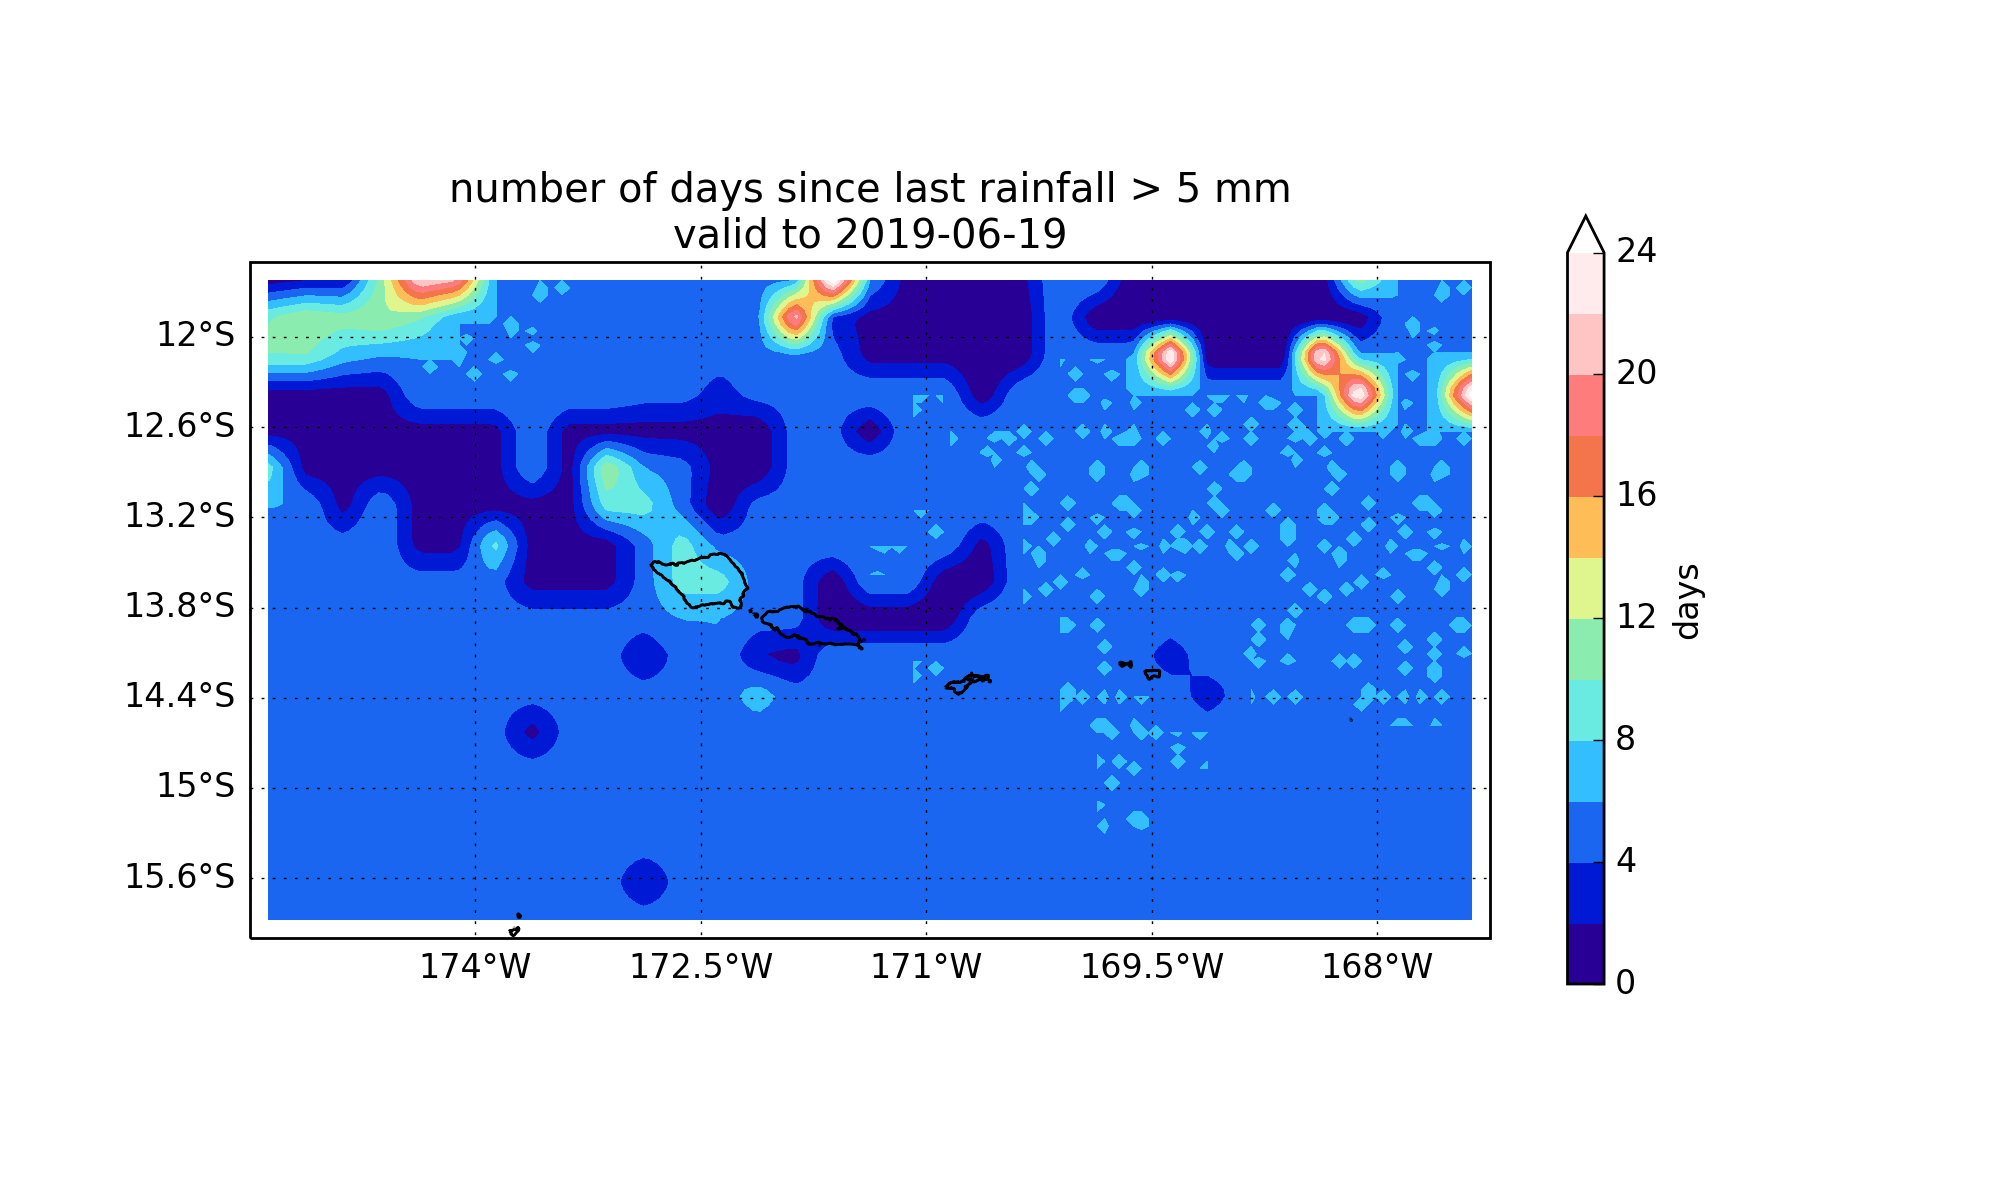 number of days since last rainfall > 5 mm
valid to 2019-06-19
12°S
12.6°S
13.2°S
13.8°S
14.4°S
15°S
15.6°S
174°W
172.5°W
171°W
169.5°W
168°W
24
20
16
12
8
4
0
days